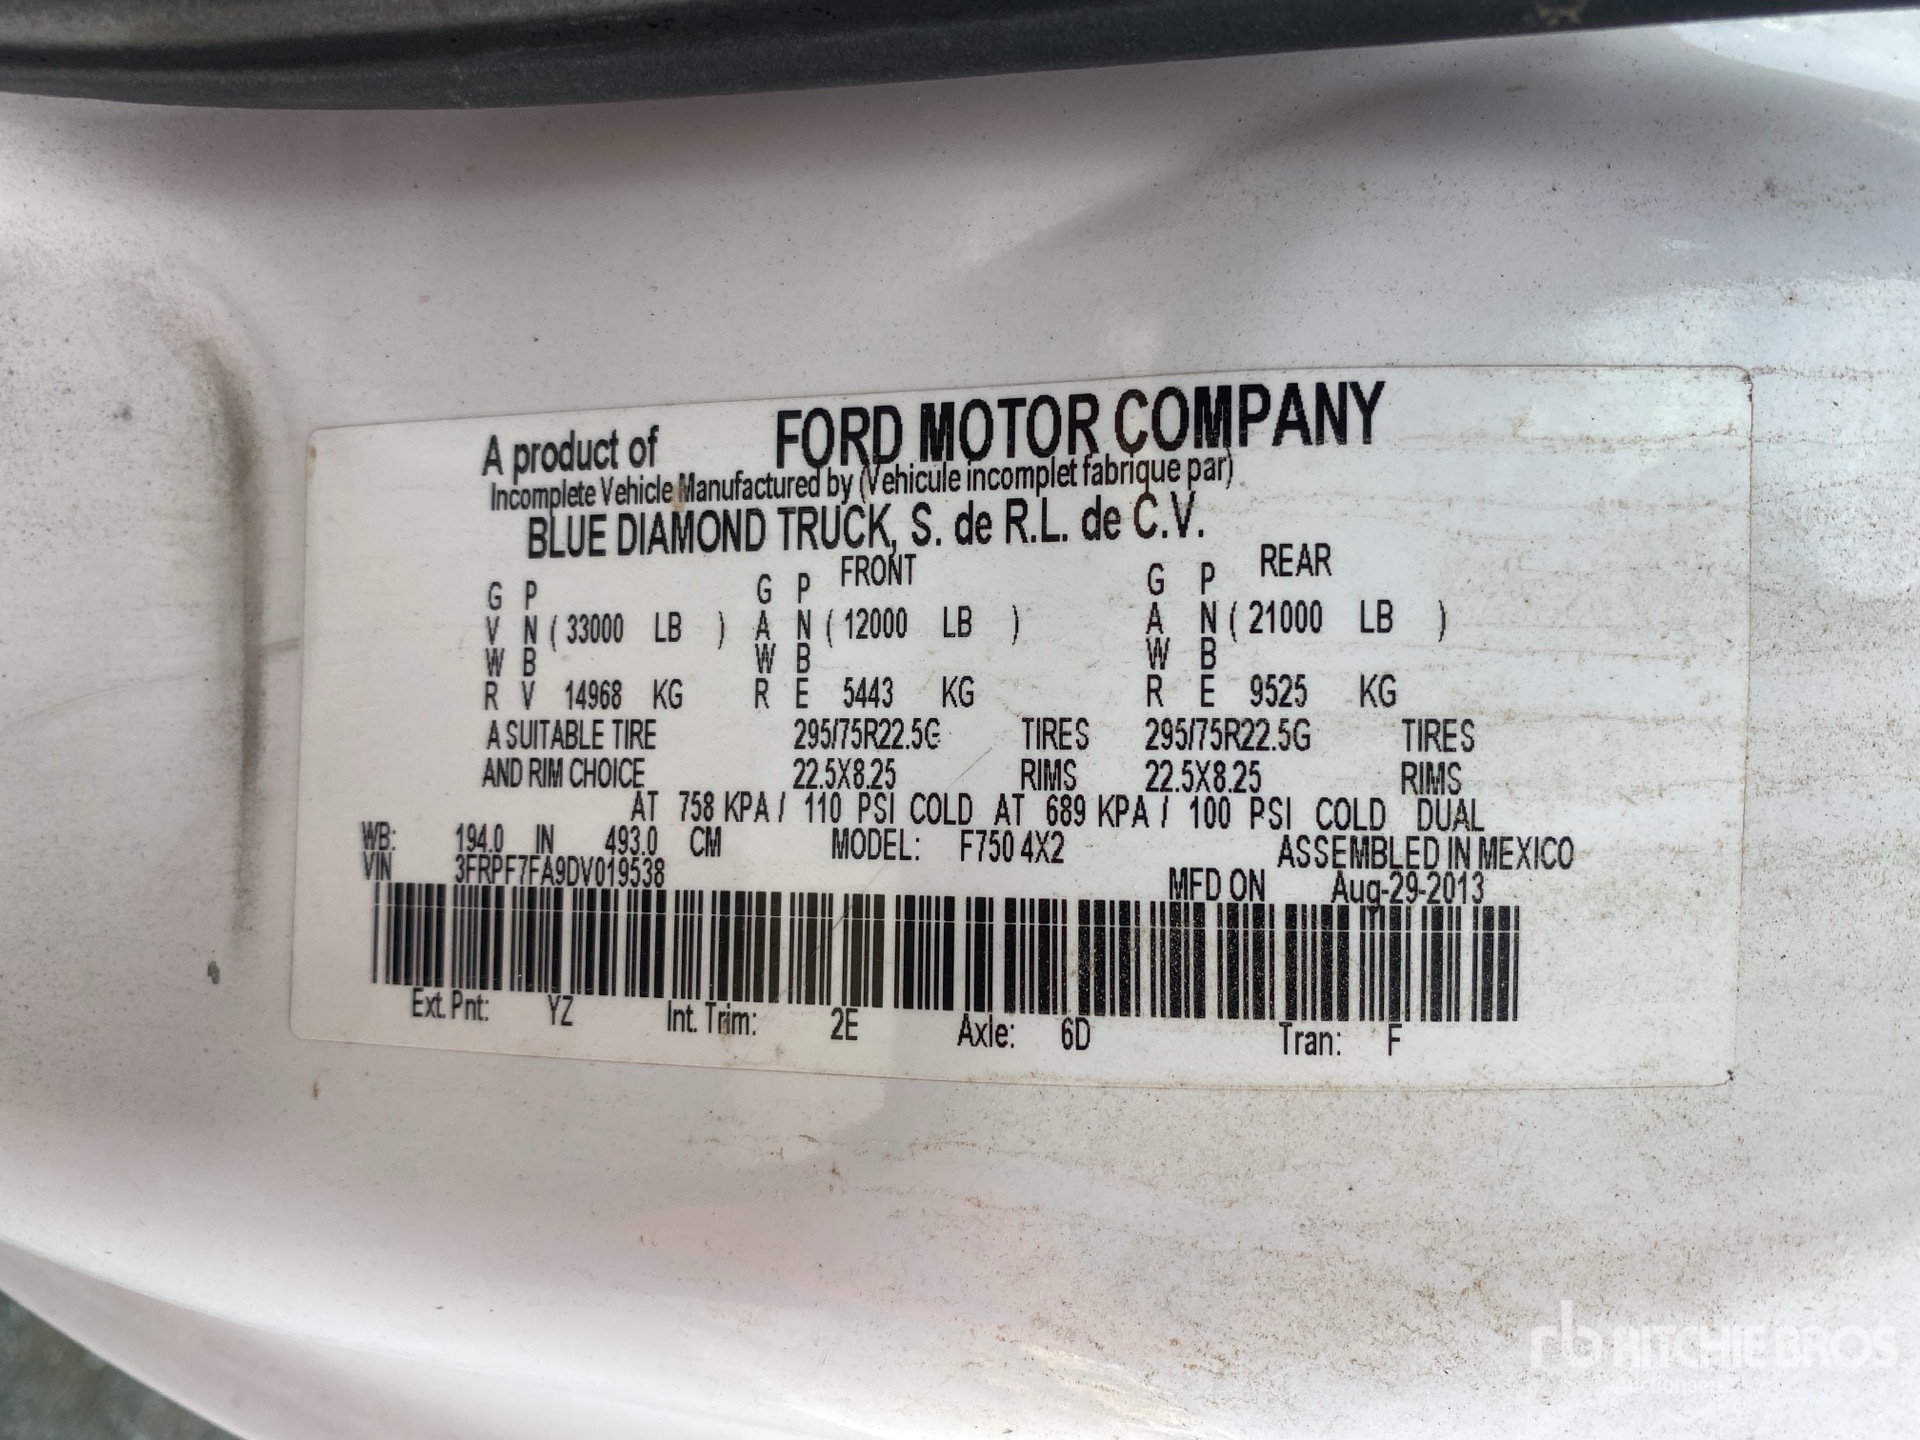 A product of FORD MOTOR COMPANY
Incomplete Vehicle Manufactured by (Vehicule incomplet fabrique par)
BLUE DIAMOND TRUCK, S. de R.L. de C.V.
FRONT REAR
G P G P G P
V N ( 33000 LB ) A N ( 12000 LB ) A N ( 21000 LB )
W B W B W B
R V 14968 KG R E 5443 KG R E 9525 KG
A SUITABLE TIRE 295/75R22.5G TIRES 295/75R22.5G TIRES
AND RIM CHOICE 22.5X8.25 RIMS 22.5X8.25 RIMS
AT 758 KPA / 110 PSI COLD AT 689 KPA / 100 PSI COLD DUAL
WB: 194.0 IN 493.0 CM MODEL: F750 4X2 ASSEMBLED IN MEXICO
VIN 3FRPF7FA9DV019538 MFD ON Aug-29-2013
Ext. Pnt: YZ Int. Trim: 2E Axle: 6D Tran: F
rb RITCHIE BROS
Auctioneers